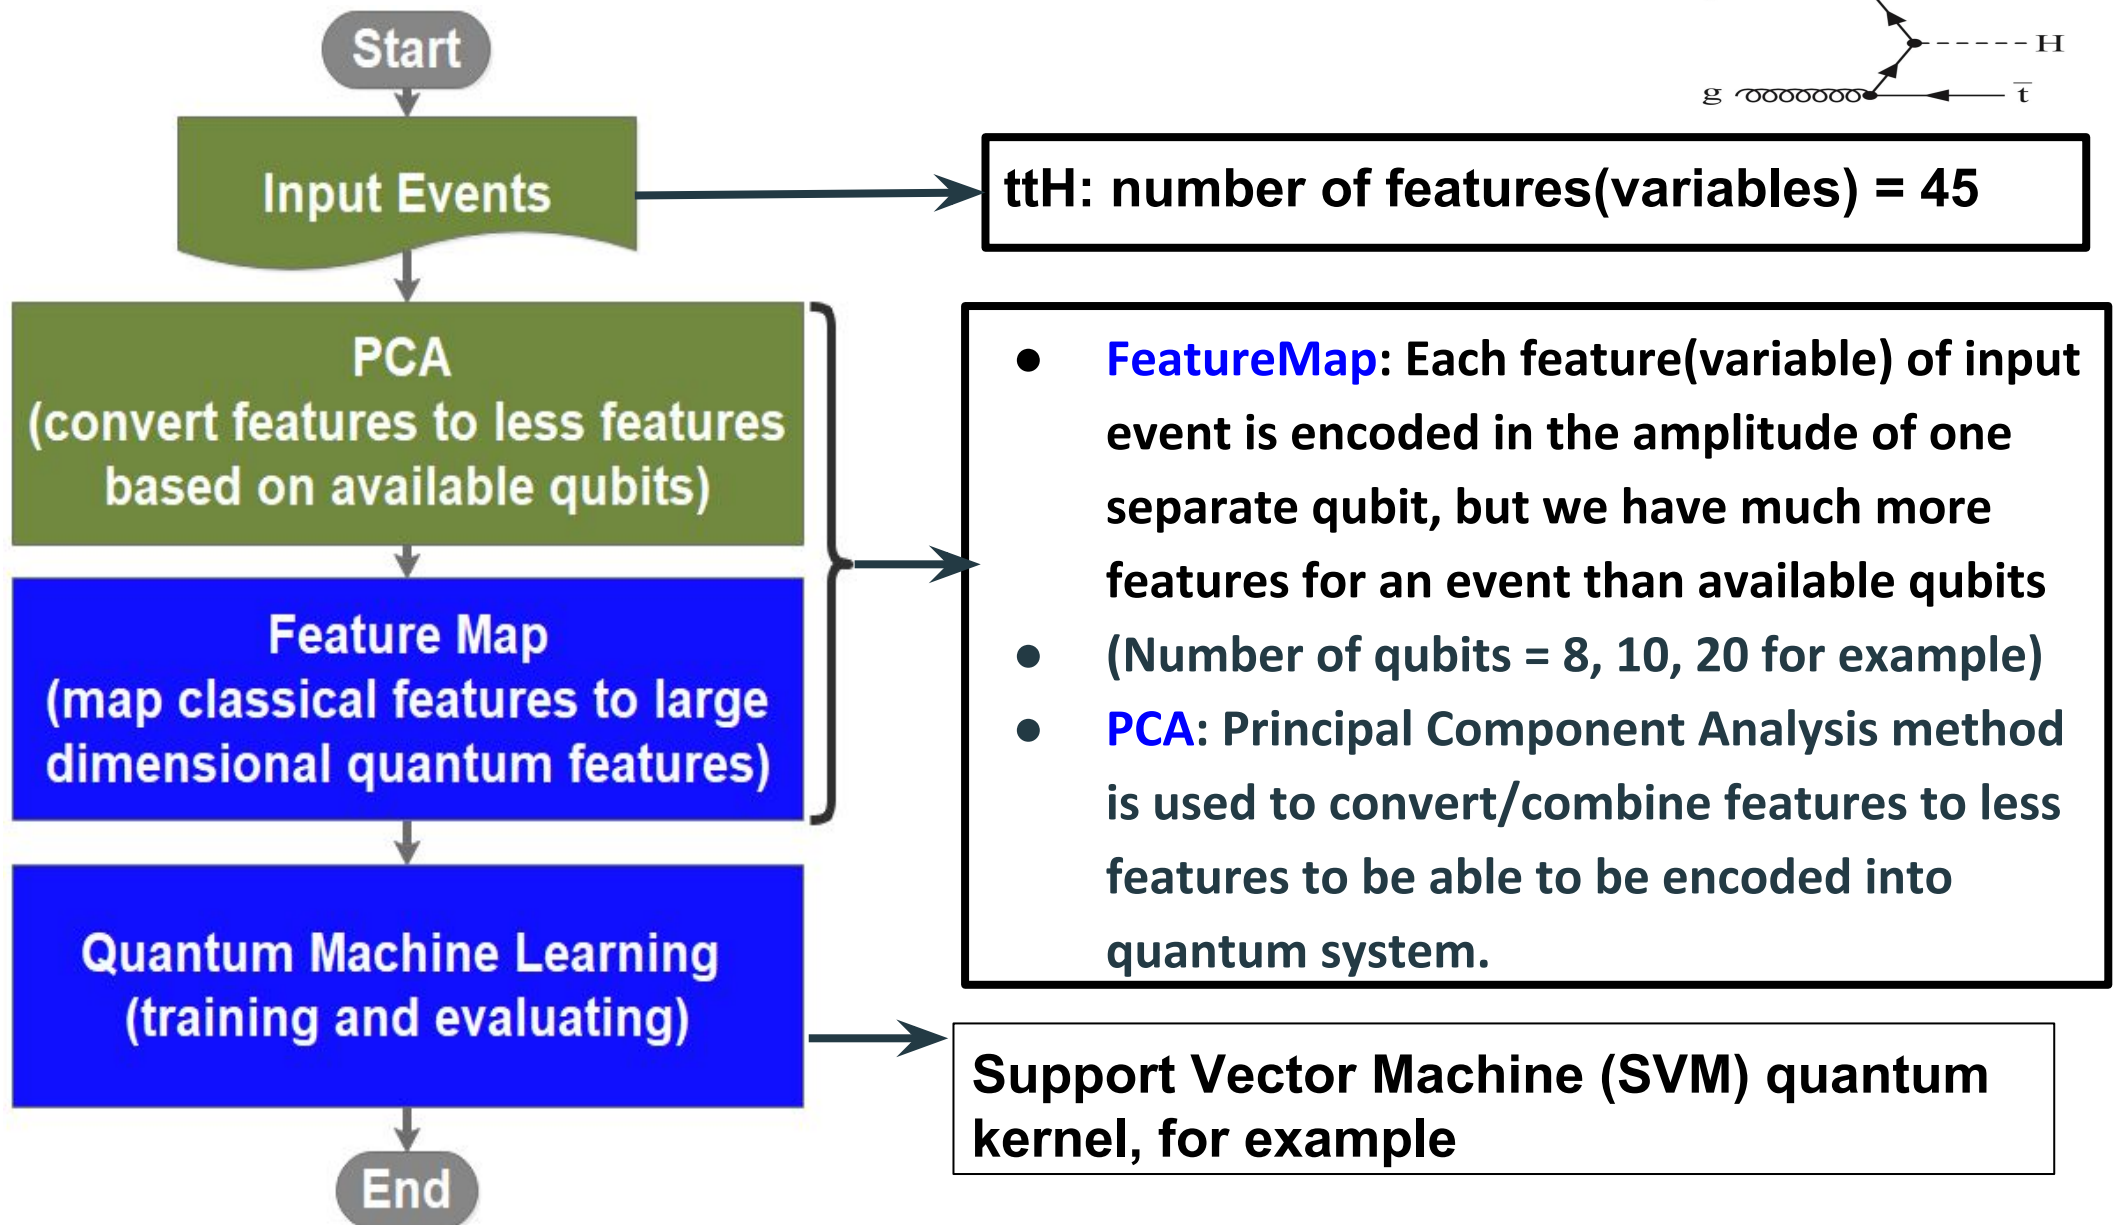 Start
H
g
t̅
Input Events
ttH: number of features(variables) = 45
PCA
(convert features to less features
based on available qubits)
Feature Map
(map classical features to large
dimensional quantum features)
● FeatureMap: Each feature(variable) of input
event is encoded in the amplitude of one
separate qubit, but we have much more
features for an event than available qubits
● (Number of qubits = 8, 10, 20 for example)
● PCA: Principal Component Analysis method
is used to convert/combine features to less
features to be able to be encoded into
quantum system.
Quantum Machine Learning
(training and evaluating)
Support Vector Machine (SVM) quantum
kernel, for example
End